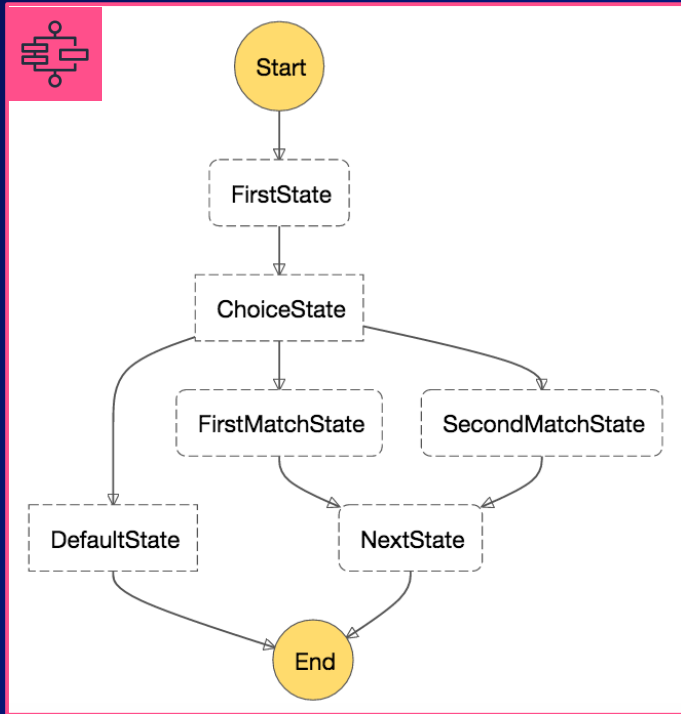 Start
FirstState
ChoiceState
FirstMatchState
SecondMatchState
DefaultState
NextState
End